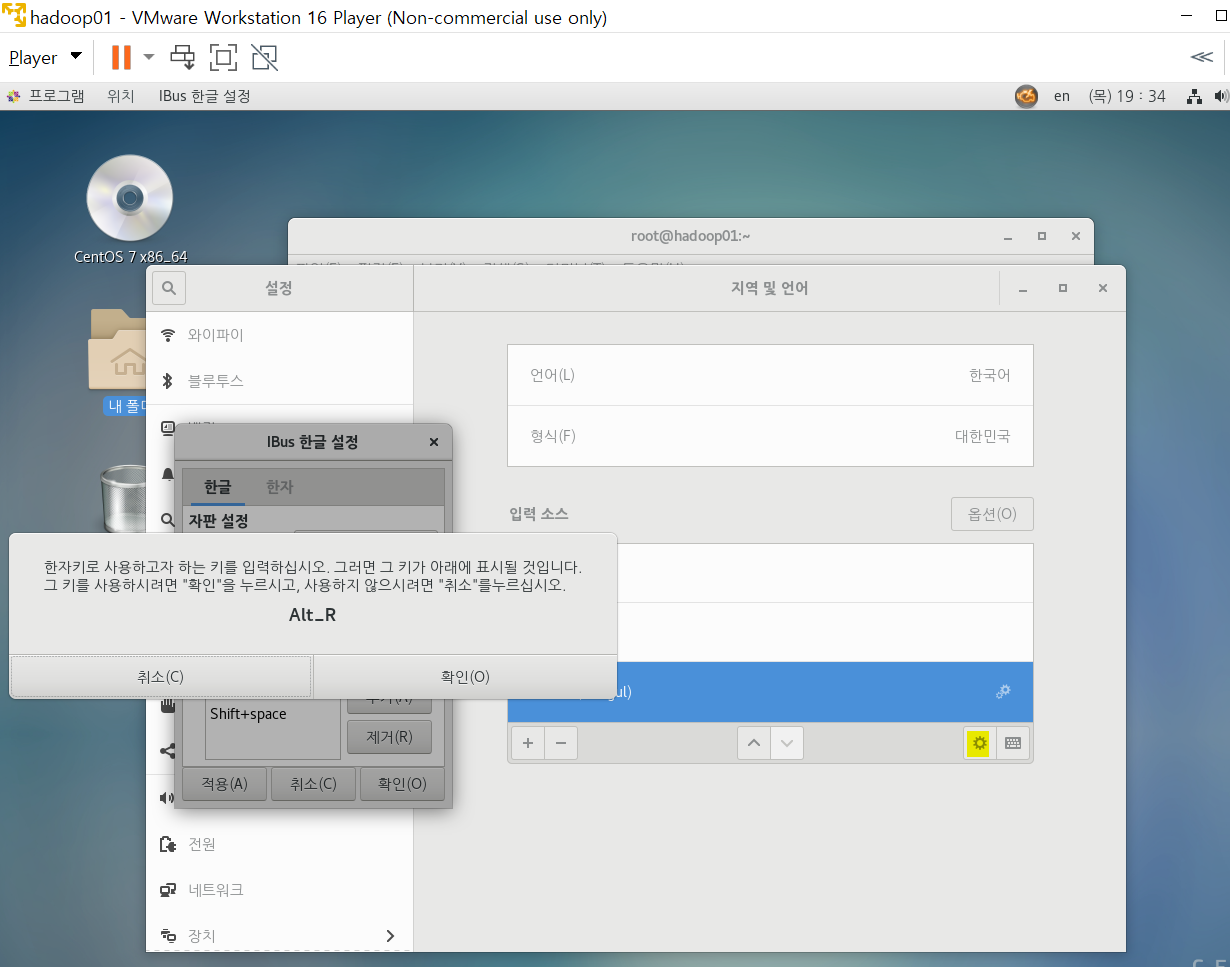 hadoop01 - VMware Workstation 16 Player (Non-commercial use only)
Player
프로그램 위치 IBus 한글 설정 en (목) 19 : 34
CentOS 7 x86_64
root@hadoop01:~
설정 지역 및 언어
와이파이
블루투스
언어(L) 한국어
형식(F) 대한민국
내 폴더
IBus 한글 설정
한글 한자
자판 설정
입력 소스 옵션(O)
한자키로 사용하고자 하는 키를 입력하십시오. 그러면 그 키가 아래에 표시될 것입니다.
그 키를 사용하시려면 "확인"을 누르시고, 사용하지 않으시려면 "취소"를누르십시오.
Alt_R
취소(C) 확인(O)
gul)
Shift+space
제거(R)
적용(A) 취소(C) 확인(O)
전원
네트워크
장치